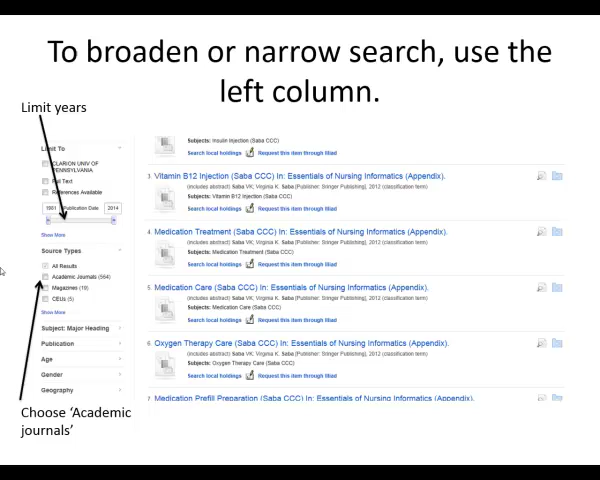 To broaden or narrow search, use the
left column.
Limit years
Limit To
CLARION UNIV OF
PENNSYLVANIA
Full Text
References Available
1981 Publication Date 2014
Show More
Source Types
All Results
Academic Journals (564)
Magazines (19)
CEUs (5)
Show More
Subject: Major Heading
Publication
Age
Gender
Geography
Choose 'Academic
journals'
Subjects: Insulin Injection (Saba CCC)
Search local holdings Request this item through Illiad
3. Vitamin B12 Injection (Saba CCC) In: Essentials of Nursing Informatics (Appendix).
(includes abstract) Saba VK; Virginia K. Saba [Publisher: Springer Publishing], 2012 (classification term)
Subjects: Vitamin B12 Injection (Saba CCC)
Search local holdings Request this item through Illiad
4. Medication Treatment (Saba CCC) In: Essentials of Nursing Informatics (Appendix).
(includes abstract) Saba VK; Virginia K. Saba [Publisher: Springer Publishing], 2012 (classification term)
Subjects: Medication Treatment (Saba CCC)
Search local holdings Request this item through Illiad
5. Medication Care (Saba CCC) In: Essentials of Nursing Informatics (Appendix).
(includes abstract) Saba VK; Virginia K. Saba [Publisher: Springer Publishing], 2012 (classification term)
Subjects: Medication Care (Saba CCC)
Search local holdings Request this item through Illiad
6. Oxygen Therapy Care (Saba CCC) In: Essentials of Nursing Informatics (Appendix).
(includes abstract) Saba VK; Virginia K. Saba [Publisher: Springer Publishing], 2012 (classification term)
Subjects: Oxygen Therapy Care (Saba CCC)
Search local holdings Request this item through Illiad
7. Medication Prefill Preparation (Saba CCC) In: Essentials of Nursing Informatics (Appendix).